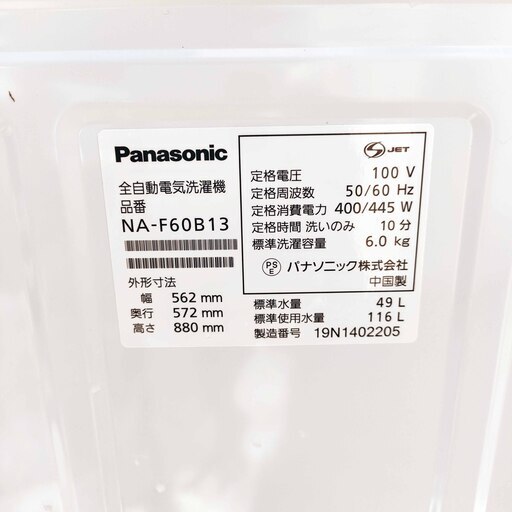 Panasonic
全自動電気洗濯機
品番
NA-F60B13
外形寸法
幅 562 mm
奥行 572 mm
高さ 880 mm
S JET
定格電圧 100 V
定格周波数 50/60 Hz
定格消費電力 400/445 W
定格時間 洗いのみ 10分
標準洗濯容量 6.0 kg
PS E パナソニック株式会社
中国製
標準水量 49 L
標準使用水量 116 L
製造番号 19N1402205